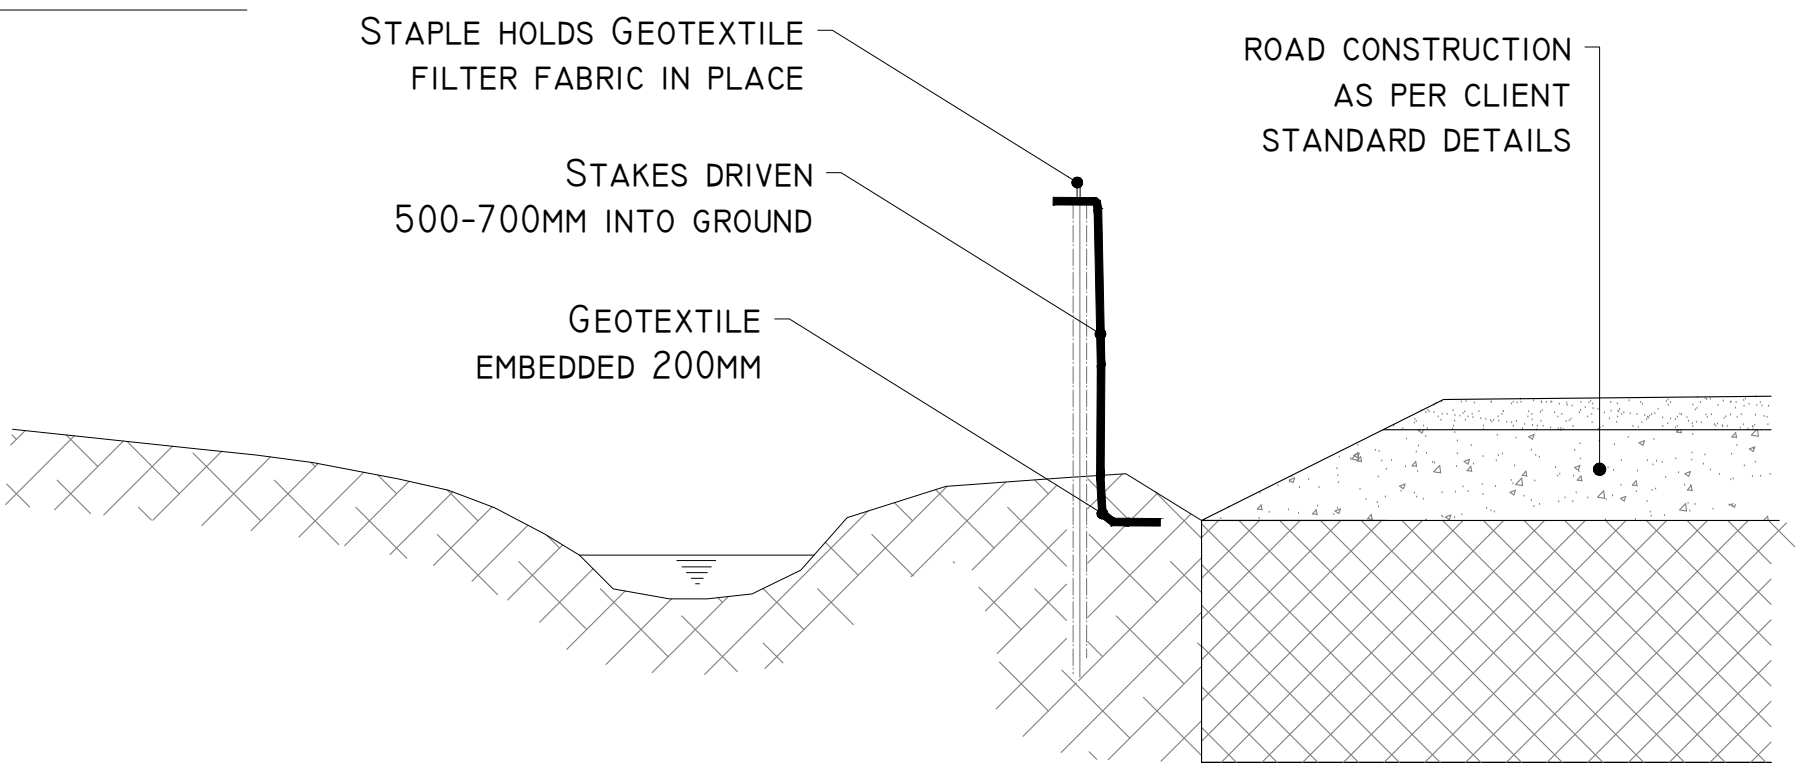 STAPLE HOLDS GEOTEXTILE
FILTER FABRIC IN PLACE
ROAD CONSTRUCTION
AS PER CLIENT
STANDARD DETAILS
STAKES DRIVEN
500-700MM INTO GROUND
GEOTEXTILE
EMBEDDED 200MM